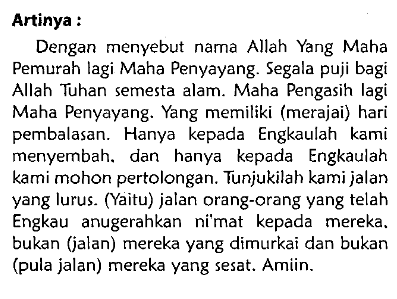 Artinya :
Dengan menyebut nama Allah Yang Maha
Pemurah lagi Maha Penyayang. Segala puji bagi
Allah Tuhan semesta alam. Maha Pengasih lagi
Maha Penyayang. Yang memiliki (merajai) hari
pembalasan. Hanya kepada Engkaulah kami
menyembah, dan hanya kepada Engkaulah
kami mohon pertolongan. Tunjukilah kami jalan
yang lurus. (Yaitu) jalan orang-orang yang telah
Engkau anugerahkan ni'mat kepada mereka,
bukan (jalan) mereka yang dimurkai dan bukan
(pula jalan) mereka yang sesat. Amiin.